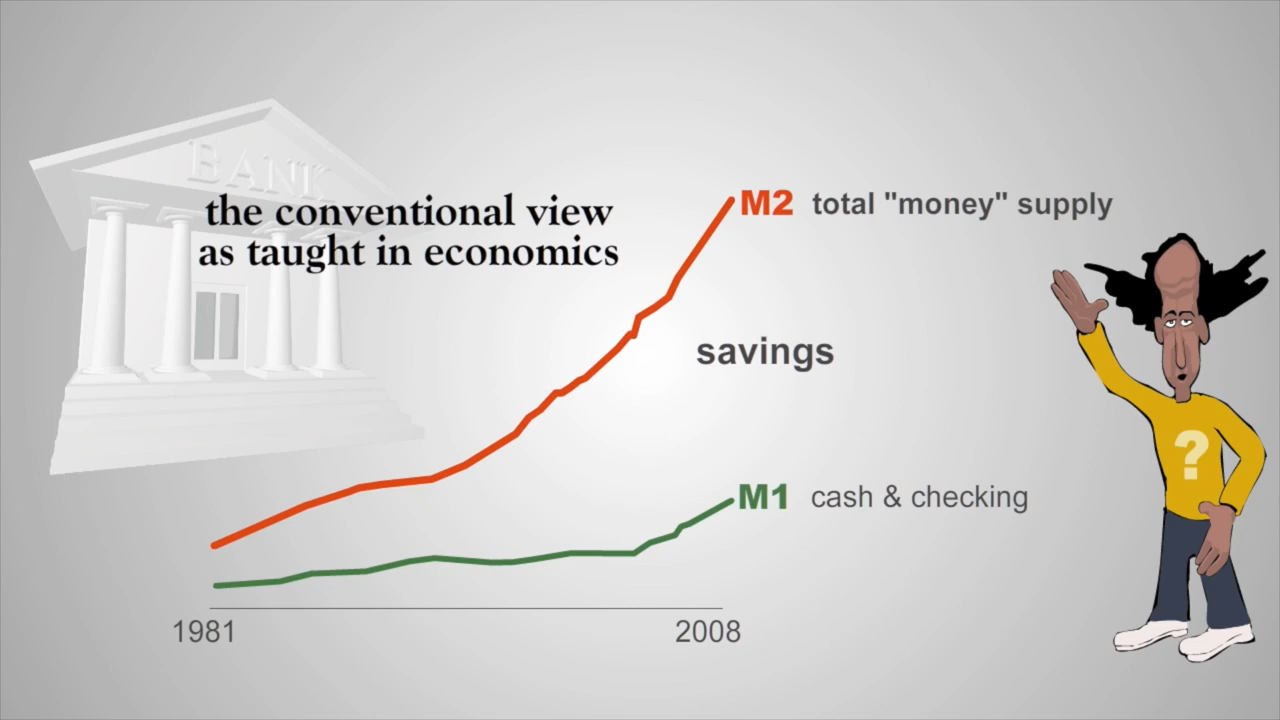 BANK
the conventional view
as taught in economics
M2 total "money" supply
savings
?
M1 cash & checking
1981 2008